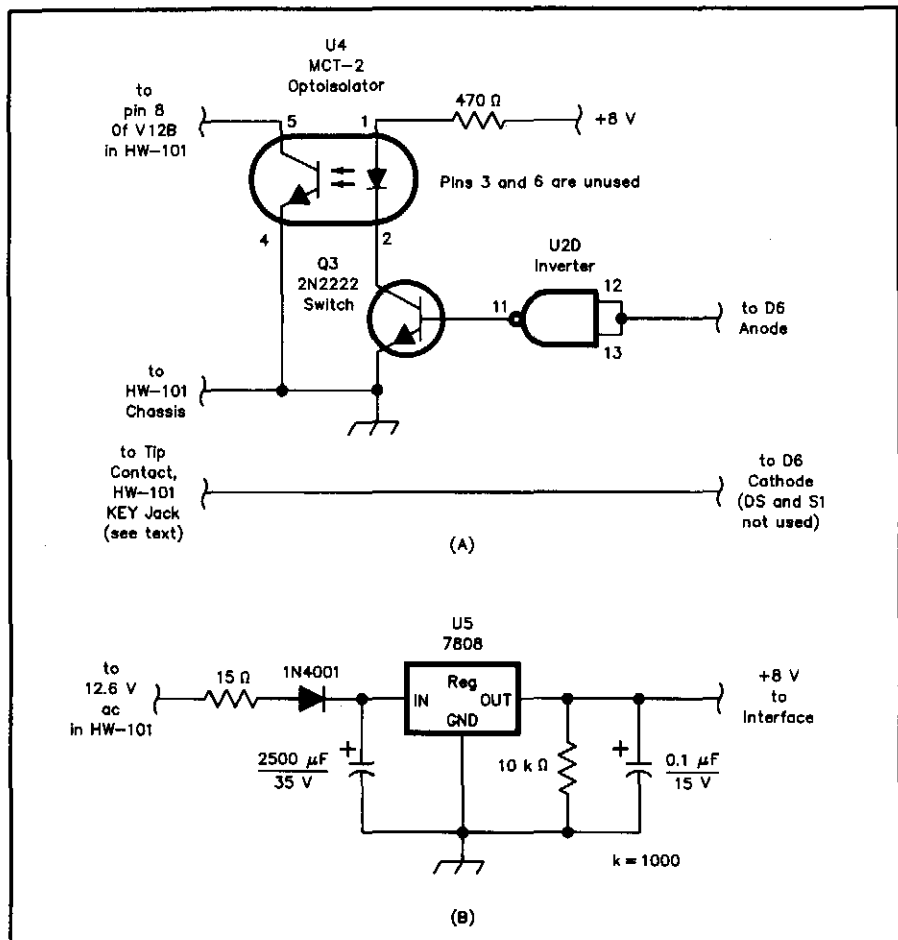 U4
MCT-2
Optoisolator
to
pin 8
Of V12B
in HW-101
5
1
470 Ω
+8 V
Pins 3 and 6 are unused
4
2
Q3
2N2222
Switch
U2D
Inverter
11
12
13
to D6
Anode
to
HW-101
Chassis
to Tip
Contact,
HW-101
KEY Jack
(see text)
to D6
Cathode
(DS and S1
not used)
(A)
U5
7808
to
12.6 V
ac
in HW-101
15 Ω
1N4001
Reg
IN
OUT
GND
+8 V
to
Interface
+
2500 μF
35 V
10 k Ω
+
0.1 μF
15 V
k = 1000
(B)